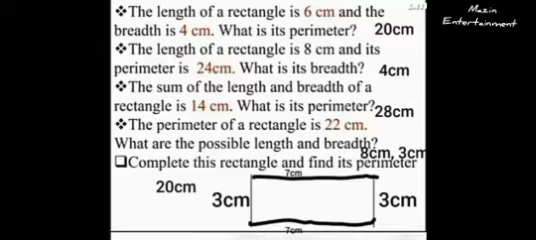 Mazin
Entertainment
❖The length of a rectangle is 6 cm and the
breadth is 4 cm. What is its perimeter? 20cm
❖The length of a rectangle is 8 cm and its
perimeter is 24cm. What is its breadth? 4cm
❖The sum of the length and breadth of a
rectangle is 14 cm. What is its perimeter? 28cm
❖The perimeter of a rectangle is 22 cm.
What are the possible length and breadth?
8cm, 3cm
❑Complete this rectangle and find its perimeter
7cm
20cm
3cm 3cm
7cm